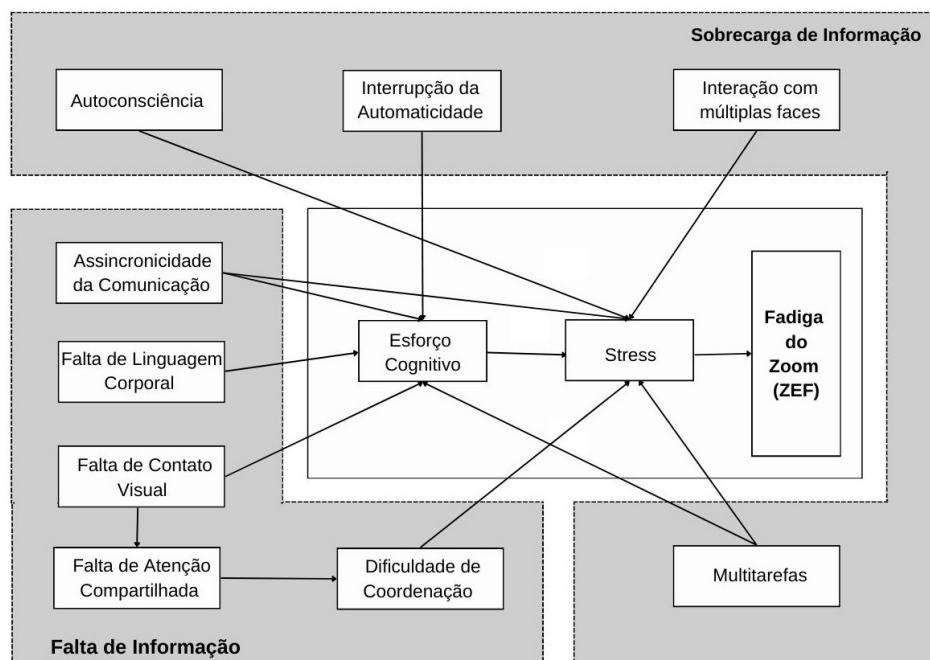 Sobrecarga de Informação
Autoconsciência
Interrupção da
Automaticidade
Interação com
múltiplas faces
Assincronicidade
da Comunicação
Falta de Linguagem
Corporal
Falta de Contato
Visual
Falta de Atenção
Compartilhada
Dificuldade de
Coordenação
Esforço
Cognitivo
Stress
Fadiga
do
Zoom
(ZEF)
Multitarefas
Falta de Informação